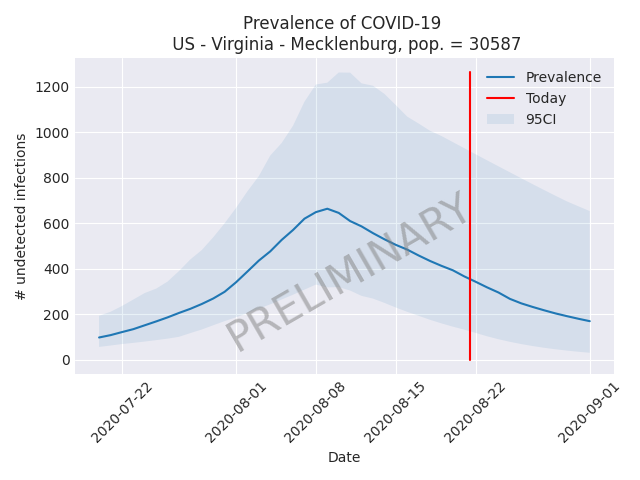 Prevalence of COVID-19
US - Virginia - Mecklenburg, pop. = 30587
Prevalence
Today
95CI
# undetected infections
1200
1000
800
600
400
200
0
PRELIMINARY
2020-07-22
2020-08-01
2020-08-08
2020-08-15
2020-08-22
2020-09-01
Date